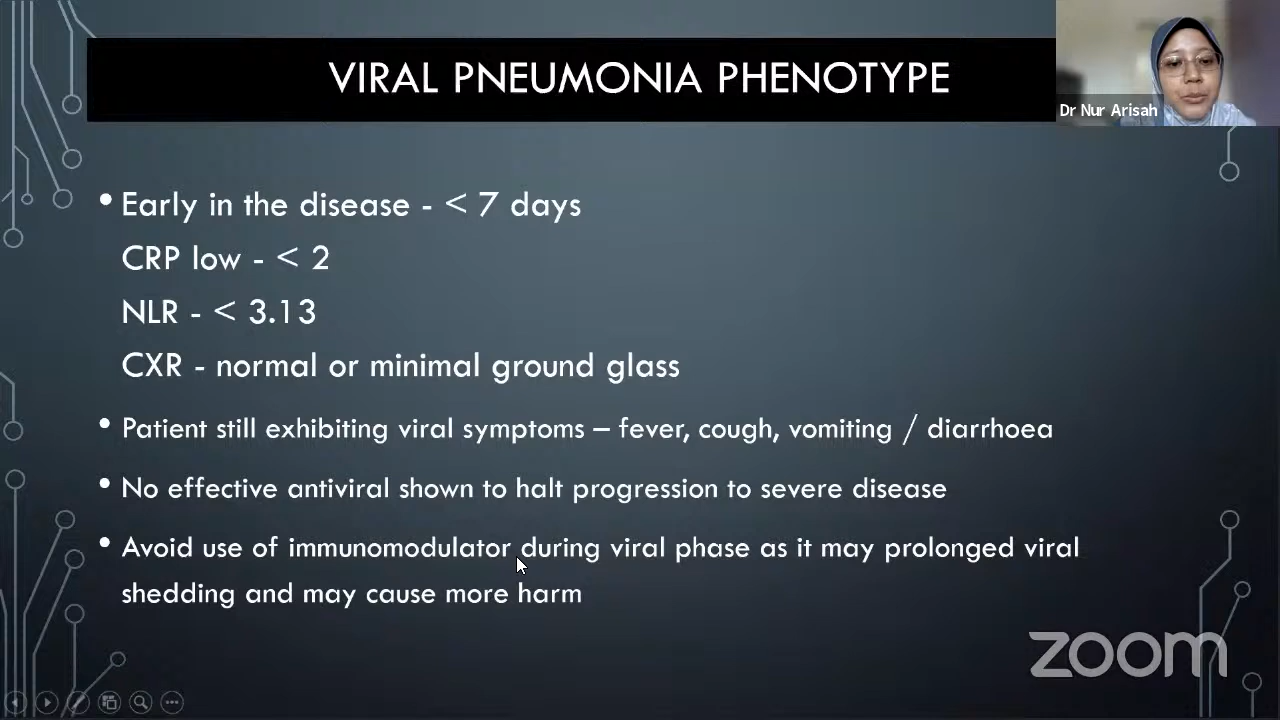 VIRAL PNEUMONIA PHENOTYPE
Dr Nur Arisah
• Early in the disease - < 7 days
CRP low - < 2
NLR - < 3.13
CXR - normal or minimal ground glass
• Patient still exhibiting viral symptoms – fever, cough, vomiting / diarrhoea
• No effective antiviral shown to halt progression to severe disease
• Avoid use of immunomodulator during viral phase as it may prolonged viral
shedding and may cause more harm
zoom